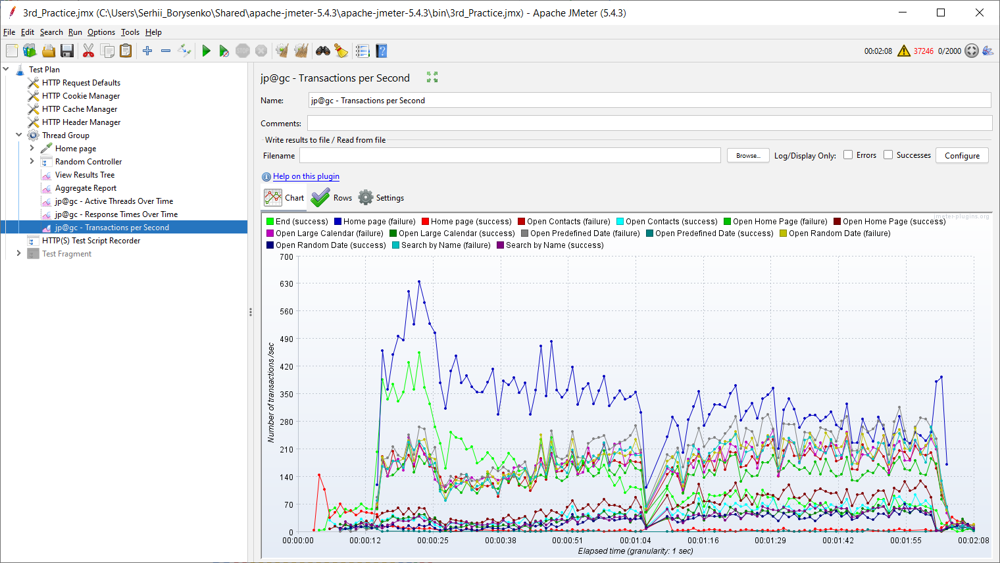 3rd_Practice.jmx (C:\Users\Serhii_Borysenko\Shared\apache-jmeter-5.4.3\apache-jmeter-5.4.3\bin\3rd_Practice.jmx) - Apache JMeter (5.4.3)
File Edit Search Run Options Tools Help
STOP 00:02:08 37246 0/2000
Test Plan
HTTP Request Defaults
HTTP Cookie Manager
HTTP Cache Manager
HTTP Header Manager
Thread Group
Home page
Random Controller
View Results Tree
Aggregate Report
jp@gc - Active Threads Over Time
jp@gc - Response Times Over Time
jp@gc - Transactions per Second
HTTP(S) Test Script Recorder
Test Fragment
jp@gc - Transactions per Second
Name: jp@gc - Transactions per Second
Comments:
Write results to file / Read from file
Filename Browse... Log/Display Only: Errors Successes Configure
Help on this plugin
Chart Rows Settings
jmeter-plugins.org
End (success) Home page (failure) Home page (success) Open Contacts (failure) Open Contacts (success) Open Home Page (failure) Open Home Page (success)
Open Large Calendar (failure) Open Large Calendar (success) Open Predefined Date (failure) Open Predefined Date (success) Open Random Date (failure)
Open Random Date (success) Search by Name (failure) Search by Name (success)
700
630
560
490
420
350
280
210
140
70
0
Number of transactions /sec
00:00:00 00:00:12 00:00:25 00:00:38 00:00:51 00:01:04 00:01:16 00:01:29 00:01:42 00:01:55 00:02:08
Elapsed time (granularity: 1 sec)